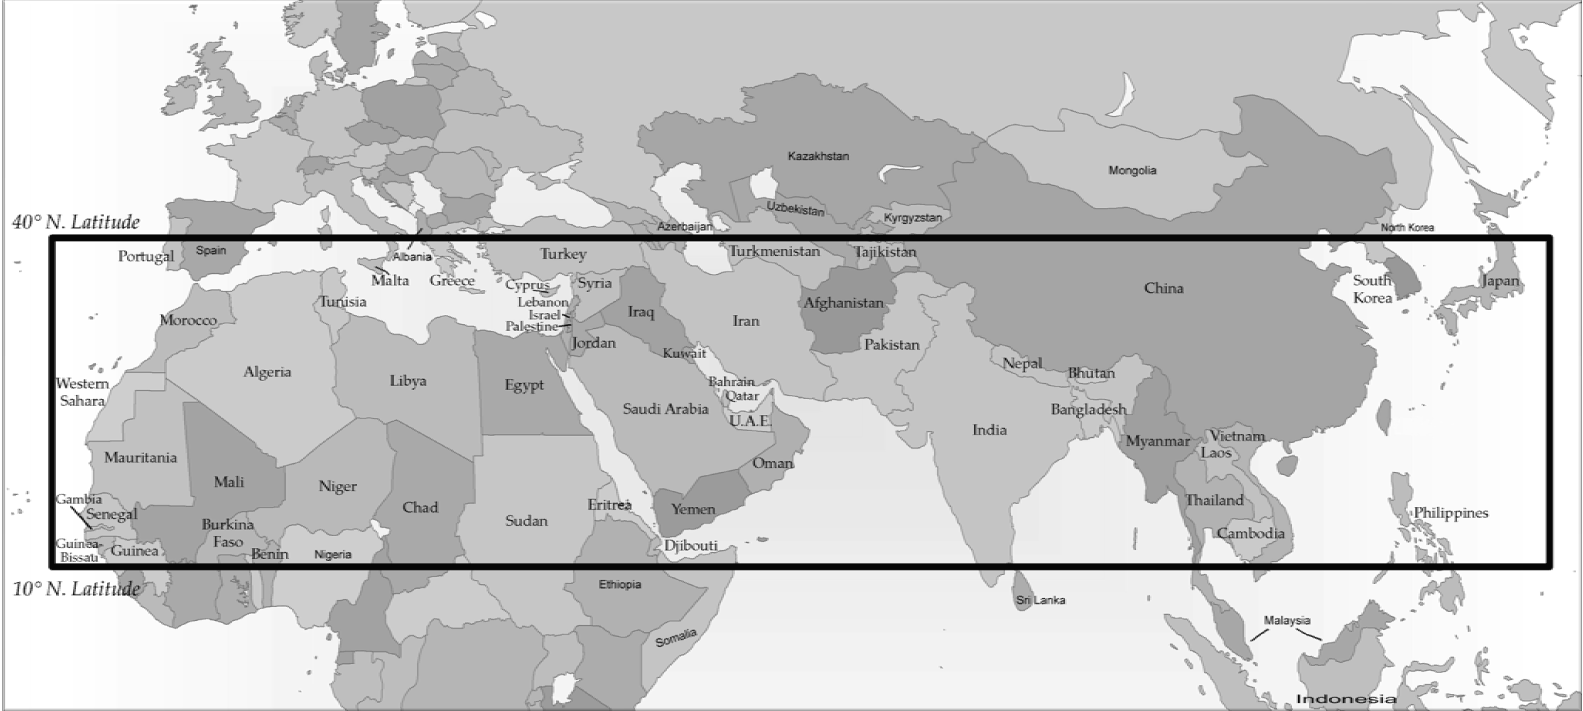 Kazakhstan
Mongolia
Uzbekistan
Kyrgyzstan
40° N. Latitude
Azerbaijan
North Korea
Portugal
Spain
Albania
Turkey
Turkmenistan
Tajikistan
Malta
Greece
Cyprus
Syria
China
South
Korea
Japan
Tunisia
Lebanon
Israel
Palestine
Iraq
Iran
Afghanistan
Morocco
Jordan
Kuwait
Pakistan
Algeria
Libya
Egypt
Nepal
Bhutan
Western
Sahara
Bahrain
Qatar
Saudi Arabia
U.A.E.
India
Bangladesh
Myanmar
Vietnam
Laos
Mauritania
Mali
Niger
Chad
Oman
Gambia
Senegal
Burkina
Faso
Sudan
Eritrea
Yemen
Thailand
Philippines
Cambodia
Guinea-
Bissau
Guinea
Benin
Nigeria
Djibouti
10° N. Latitude
Ethiopia
Sri Lanka
Somalia
Malaysia
Indonesia